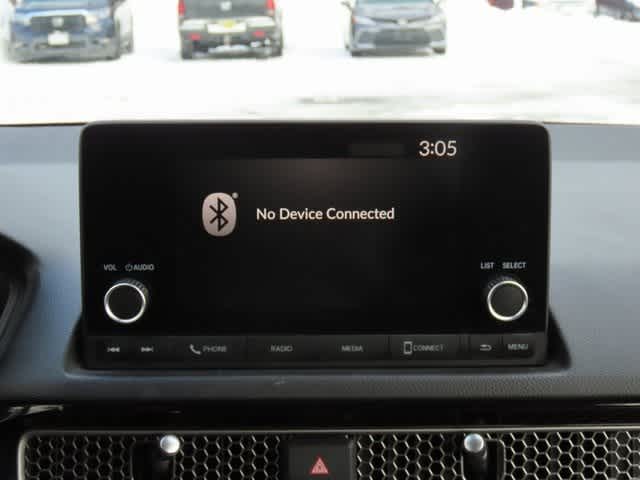 3:05
No Device Connected
VOL AUDIO
LIST SELECT
PHONE RADIO MEDIA CONNECT MENU